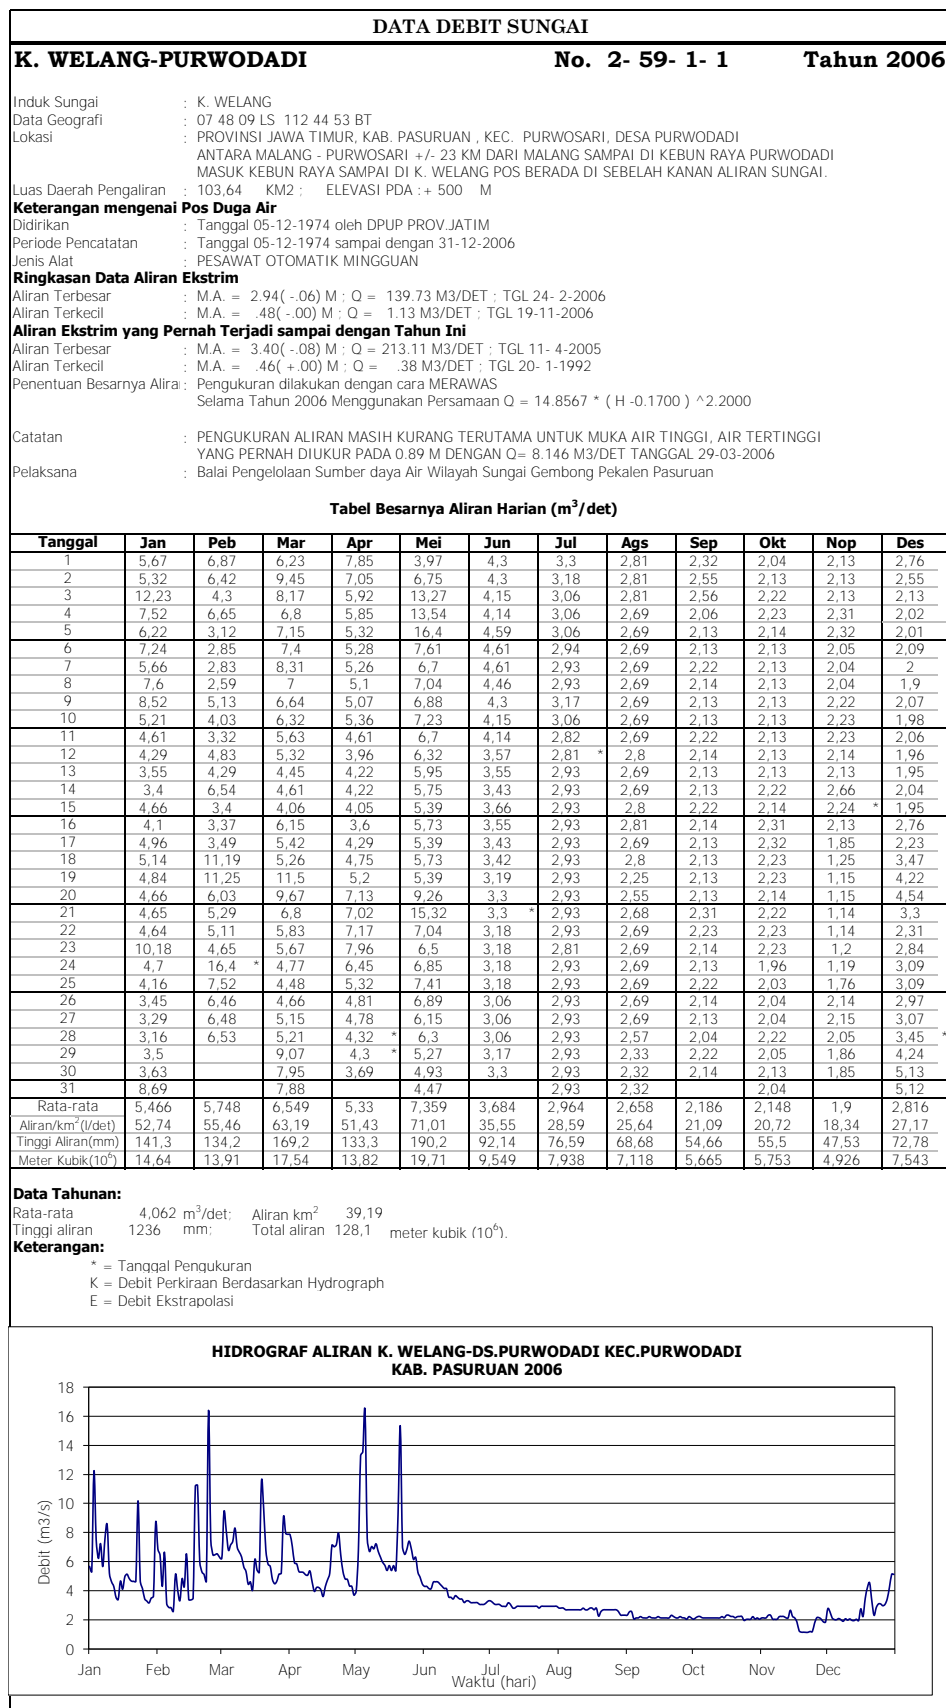 DATA DEBIT SUNGAI
K. WELANG-PURWODADI No. 2- 59- 1- 1 Tahun 2006
Induk Sungai : K. WELANG
Data Geografi : 07 48 09 LS 112 44 53 BT
Lokasi : PROVINSI JAWA TIMUR, KAB. PASURUAN , KEC. PURWOSARI, DESA PURWODADI
ANTARA MALANG - PURWOSARI +/- 23 KM DARI MALANG SAMPAI DI KEBUN RAYA PURWODADI
MASUK KEBUN RAYA SAMPAI DI K. WELANG POS BERADA DI SEBELAH KANAN ALIRAN SUNGAI.
Luas Daerah Pengaliran : 103,64 KM2 ; ELEVASI PDA :+ 500 M
Keterangan mengenai Pos Duga Air
Didirikan : Tanggal 05-12-1974 oleh DPUP PROV.JATIM
Periode Pencatatan : Tanggal 05-12-1974 sampai dengan 31-12-2006
Jenis Alat : PESAWAT OTOMATIK MINGGUAN
Ringkasan Data Aliran Ekstrim
Aliran Terbesar : M.A. = 2.94( -.06) M ; Q = 139.73 M3/DET ; TGL 24- 2-2006
Aliran Terkecil : M.A. = .48( -.00) M ; Q = 1.13 M3/DET ; TGL 19-11-2006
Aliran Ekstrim yang Pernah Terjadi sampai dengan Tahun Ini
Aliran Terbesar : M.A. = 3.40( -.08) M ; Q = 213.11 M3/DET ; TGL 11- 4-2005
Aliran Terkecil : M.A. = .46( +.00) M ; Q = .38 M3/DET ; TGL 20- 1-1992
Penentuan Besarnya Alira : Pengukuran dilakukan dengan cara MERAWAS
Selama Tahun 2006 Menggunakan Persamaan Q = 14.8567 * ( H -0.1700 ) ^2.2000
Catatan : PENGUKURAN ALIRAN MASIH KURANG TERUTAMA UNTUK MUKA AIR TINGGI, AIR TERTINGGI
YANG PERNAH DIUKUR PADA 0.89 M DENGAN Q= 8.146 M3/DET TANGGAL 29-03-2006
Pelaksana : Balai Pengelolaan Sumber daya Air Wilayah Sungai Gembong Pekalen Pasuruan
Tabel Besarnya Aliran Harian (m³/det)
Tanggal Jan Peb Mar Apr Mei Jun Jul Ags Sep Okt Nop Des
1 5,67 6,87 6,23 7,85 3,97 4,3 3,3 2,81 2,32 2,04 2,13 2,76
2 5,32 6,42 9,45 7,05 6,75 4,3 3,18 2,81 2,55 2,13 2,13 2,55
3 12,23 4,3 8,17 5,92 13,27 4,15 3,06 2,81 2,56 2,22 2,13 2,13
4 7,52 6,65 6,8 5,85 13,54 4,14 3,06 2,69 2,06 2,23 2,31 2,02
5 6,22 3,12 7,15 5,32 16,4 4,59 3,06 2,69 2,13 2,14 2,32 2,01
6 7,24 2,85 7,4 5,28 7,61 4,61 2,94 2,69 2,13 2,13 2,05 2,09
7 5,66 2,83 8,31 5,26 6,7 4,61 2,93 2,69 2,22 2,13 2,04 2
8 7,6 2,59 7 5,1 7,04 4,46 2,93 2,69 2,14 2,13 2,04 1,9
9 8,52 5,13 6,64 5,07 6,88 4,3 3,17 2,69 2,13 2,13 2,22 2,07
10 5,21 4,03 6,32 5,36 7,23 4,15 3,06 2,69 2,13 2,13 2,23 1,98
11 4,61 3,32 5,63 4,61 6,7 4,14 2,82 2,69 2,22 2,13 2,23 2,06
12 4,29 4,83 5,32 3,96 6,32 3,57 2,81 * 2,8 2,14 2,13 2,14 1,96
13 3,55 4,29 4,45 4,22 5,95 3,55 2,93 2,69 2,13 2,13 2,13 1,95
14 3,4 6,54 4,61 4,22 5,75 3,43 2,93 2,69 2,13 2,22 2,66 2,04
15 4,66 3,4 4,06 4,05 5,39 3,66 2,93 2,8 2,22 2,14 2,24 * 1,95
16 4,1 3,37 6,15 3,6 5,73 3,55 2,93 2,81 2,14 2,31 2,13 2,76
17 4,96 3,49 5,42 4,29 5,39 3,43 2,93 2,69 2,13 2,32 1,85 2,23
18 5,14 11,19 5,26 4,75 5,73 3,42 2,93 2,8 2,13 2,23 1,25 3,47
19 4,84 11,25 11,5 5,2 5,39 3,19 2,93 2,25 2,13 2,23 1,15 4,22
20 4,66 6,03 9,67 7,13 9,26 3,3 2,93 2,55 2,13 2,14 1,15 4,54
21 4,65 5,29 6,8 7,02 15,32 3,3 * 2,93 2,68 2,31 2,22 1,14 3,3
22 4,64 5,11 5,83 7,17 7,04 3,18 2,93 2,69 2,23 2,23 1,14 2,31
23 10,18 4,65 5,67 7,96 6,5 3,18 2,81 2,69 2,14 2,23 1,2 2,84
24 4,7 16,4 * 4,77 6,45 6,85 3,18 2,93 2,69 2,13 1,96 1,19 3,09
25 4,16 7,52 4,48 5,32 7,41 3,18 2,93 2,69 2,22 2,03 1,76 3,09
26 3,45 6,46 4,66 4,81 6,89 3,06 2,93 2,69 2,14 2,04 2,14 2,97
27 3,29 6,48 5,15 4,78 6,15 3,06 2,93 2,69 2,13 2,04 2,15 3,07
28 3,16 6,53 5,21 4,32 * 6,3 3,06 2,93 2,57 2,04 2,22 2,05 3,45 *
29 3,5 9,07 4,3 * 5,27 3,17 2,93 2,33 2,22 2,05 1,86 4,24
30 3,63 7,95 3,69 4,93 3,3 2,93 2,32 2,14 2,13 1,85 5,13
31 8,69 7,88 4,47 2,93 2,32 2,04 5,12
Rata-rata 5,466 5,748 6,549 5,33 7,359 3,684 2,964 2,658 2,186 2,148 1,9 2,816
Aliran/km²(l/det) 52,74 55,46 63,19 51,43 71,01 35,55 28,59 25,64 21,09 20,72 18,34 27,17
Tinggi Aliran(mm) 141,3 134,2 169,2 133,3 190,2 92,14 76,59 68,68 54,66 55,5 47,53 72,78
Meter Kubik(10⁶) 14,64 13,91 17,54 13,82 19,71 9,549 7,938 7,118 5,665 5,753 4,926 7,543
Data Tahunan:
Rata-rata 4,062 m³/det; Aliran km² 39,19
Tinggi aliran 1236 mm; Total aliran 128,1 meter kubik (10⁶).
Keterangan:
* = Tanggal Pengukuran
K = Debit Perkiraan Berdasarkan Hydrograph
E = Debit Ekstrapolasi
HIDROGRAF ALIRAN K. WELANG-DS.PURWODADI KEC.PURWODADI
KAB. PASURUAN 2006
Debit (m3/s)
18
16
14
12
10
8
6
4
2
0
Jan Feb Mar Apr May Jun Jul Aug Sep Oct Nov Dec
Waktu (hari)